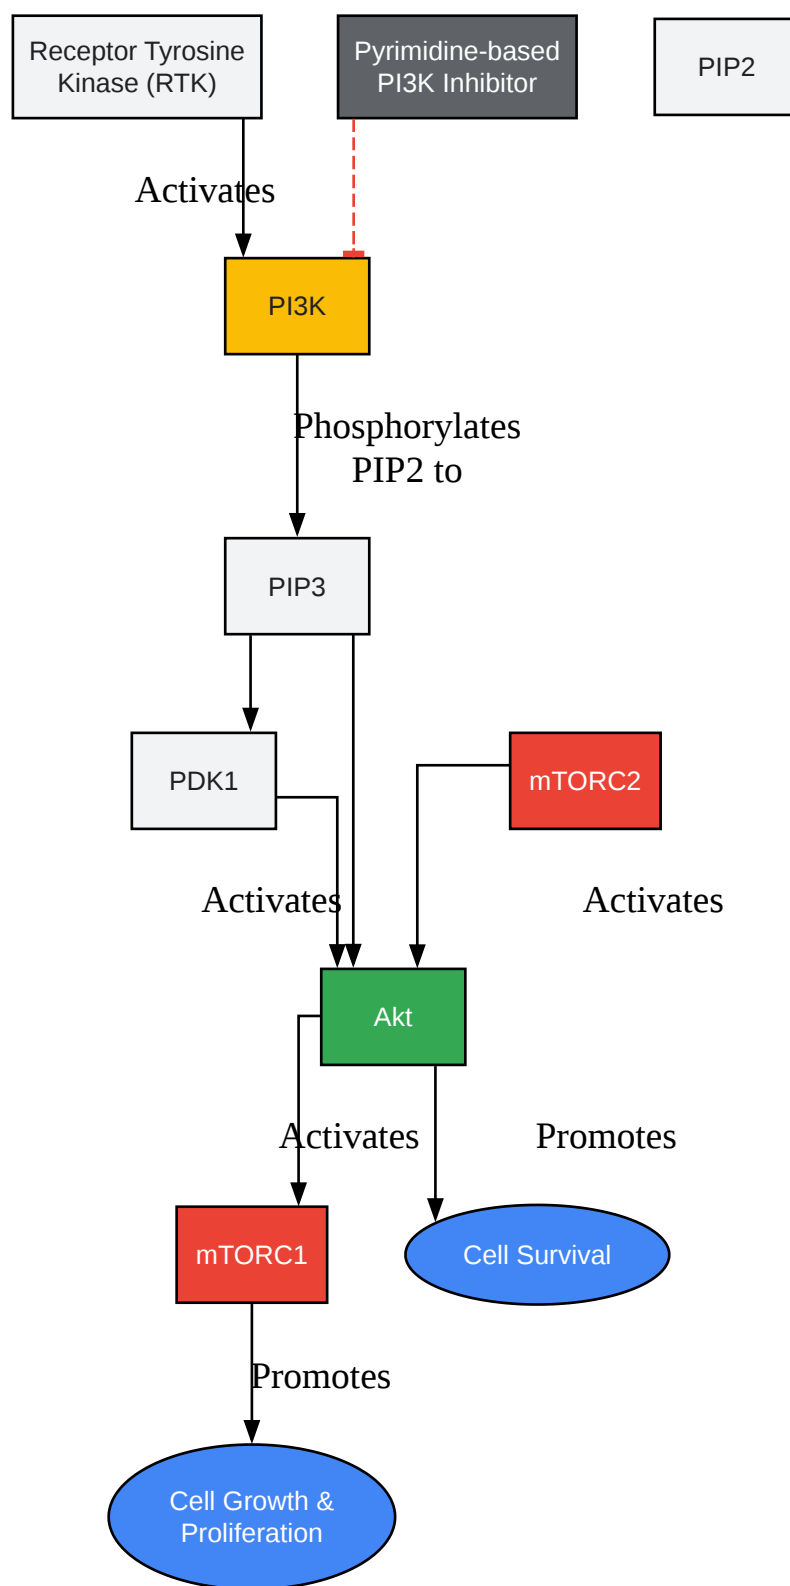 Receptor Tyrosine
Kinase (RTK)
Pyrimidine-based
PI3K Inhibitor
PIP2
Activates
PI3K
Phosphorylates
PIP2 to
PIP3
PDK1
mTORC2
Activates
Activates
Akt
Activates
Promotes
mTORC1
Cell Survival
Promotes
Cell Growth &
Proliferation